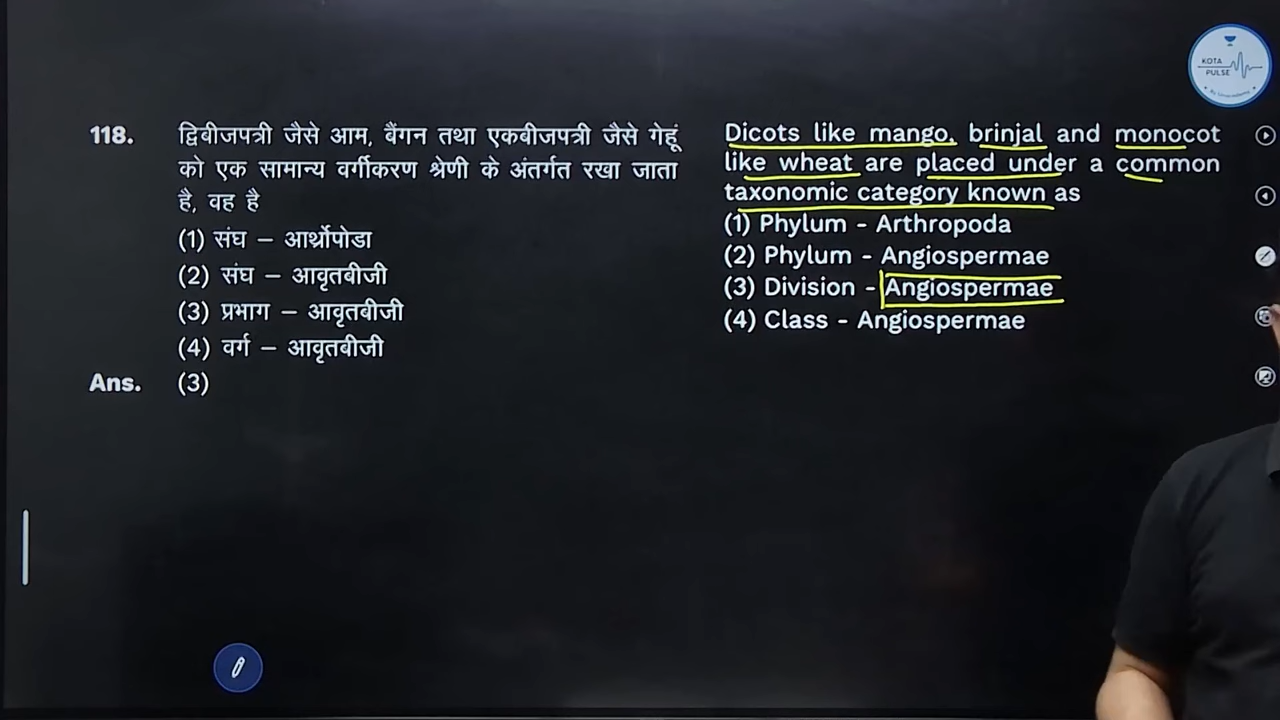 KOTA
PULSE
118.
द्विबीजपत्री जैसे आम, बैंगन तथा एकबीजपत्री जैसे गेहूं
को एक सामान्य वर्गीकरण श्रेणी के अंतर्गत रखा जाता
है, वह है
(1) संघ – आर्थ्रोपोडा
(2) संघ – आवृतबीजी
(3) प्रभाग – आवृतबीजी
(4) वर्ग – आवृतबीजी
Ans. (3)
Dicots like mango, brinjal and monocot
like wheat are placed under a common
taxonomic category known as
(1) Phylum - Arthropoda
(2) Phylum - Angiospermae
(3) Division - Angiospermae
(4) Class - Angiospermae